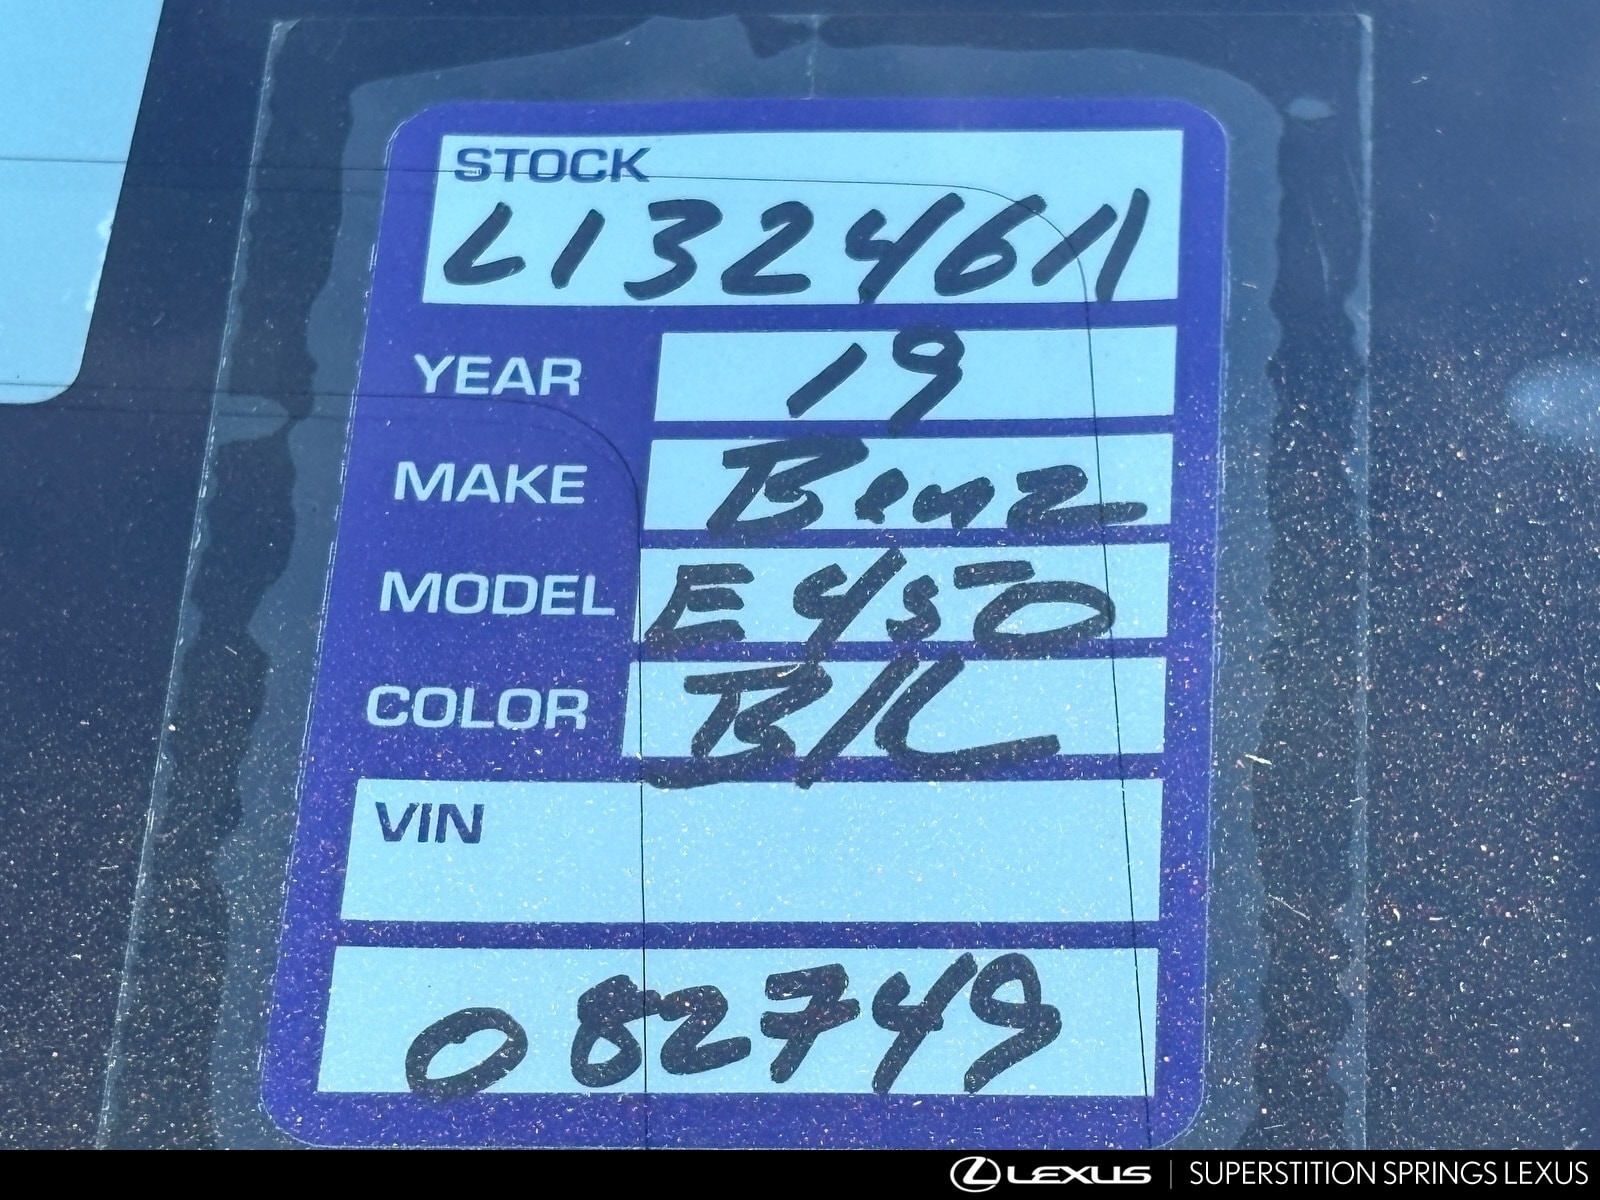 STOCK
L1324611
YEAR 19
MAKE Benz
MODEL E450
COLOR B/L
VIN
082749
LEXUS | SUPERSTITION SPRINGS LEXUS